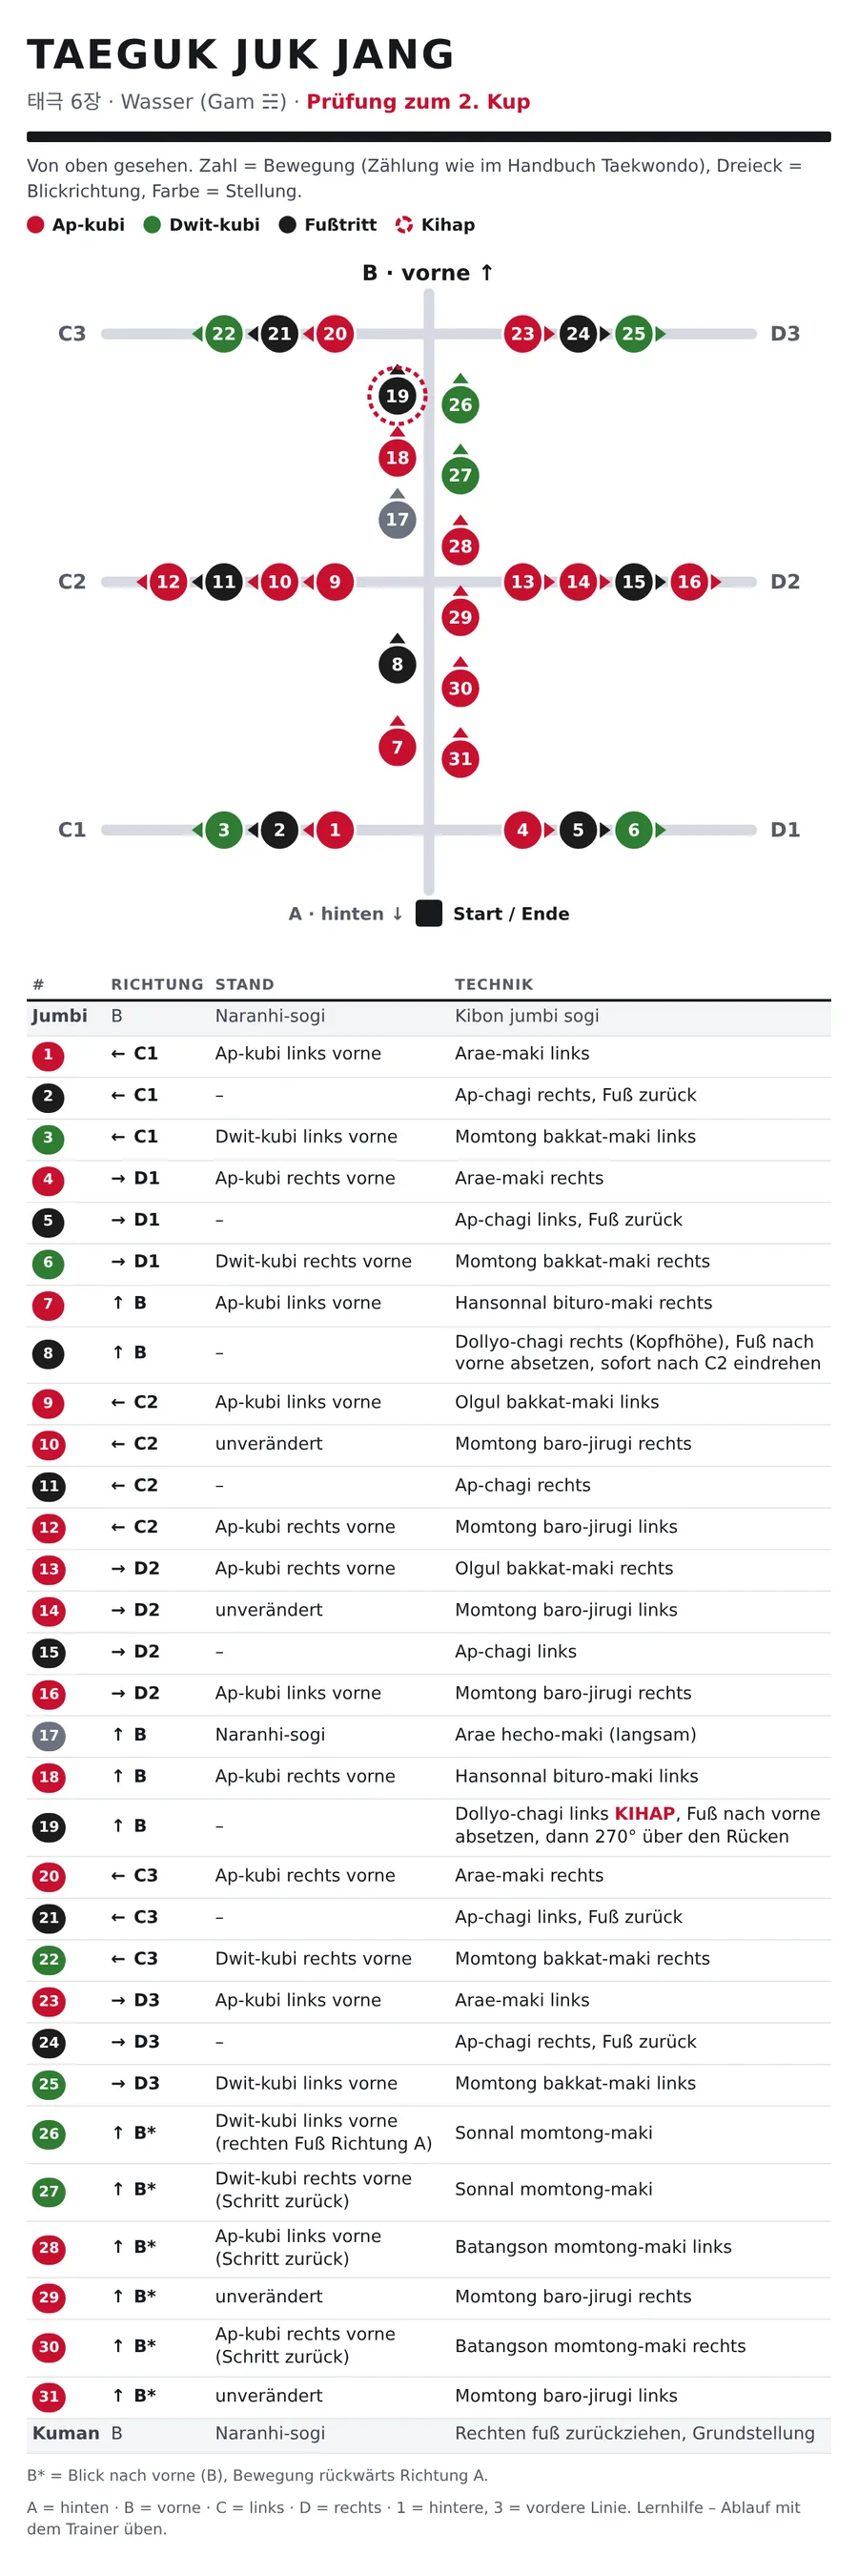 TAEGUK JUK JANG
태극 6장 · Wasser (Gam ☵) · Prüfung zum 2. Kup
Von oben gesehen. Zahl = Bewegung (Zählung wie im Handbuch Taekwondo), Dreieck =
Blickrichtung, Farbe = Stellung.
Ap-kubi Dwit-kubi Fußtritt Kihap
B · vorne ↑
C3 22 21 20 23 24 25 D3
19 26
18 27
17 28
C2 12 11 10 9 13 14 15 16 D2
29
8 30
7 31
C1 3 2 1 4 5 6 D1
A · hinten ↓ Start / Ende
# RICHTUNG STAND TECHNIK
Jumbi B Naranhi-sogi Kibon jumbi sogi
1 ← C1 Ap-kubi links vorne Arae-maki links
2 ← C1 – Ap-chagi rechts, Fuß zurück
3 ← C1 Dwit-kubi links vorne Momtong bakkat-maki links
4 → D1 Ap-kubi rechts vorne Arae-maki rechts
5 → D1 – Ap-chagi links, Fuß zurück
6 → D1 Dwit-kubi rechts vorne Momtong bakkat-maki rechts
7 ↑ B Ap-kubi links vorne Hansonnal bituro-maki rechts
8 ↑ B – Dollyo-chagi rechts (Kopfhöhe), Fuß nach
vorne absetzen, sofort nach C2 eindrehen
9 ← C2 Ap-kubi links vorne Olgul bakkat-maki links
10 ← C2 unverändert Momtong baro-jirugi rechts
11 ← C2 – Ap-chagi rechts
12 ← C2 Ap-kubi rechts vorne Momtong baro-jirugi links
13 → D2 Ap-kubi rechts vorne Olgul bakkat-maki rechts
14 → D2 unverändert Momtong baro-jirugi links
15 → D2 – Ap-chagi links
16 → D2 Ap-kubi links vorne Momtong baro-jirugi rechts
17 ↑ B Naranhi-sogi Arae hecho-maki (langsam)
18 ↑ B Ap-kubi rechts vorne Hansonnal bituro-maki links
19 ↑ B – Dollyo-chagi links KIHAP, Fuß nach vorne
absetzen, dann 270° über den Rücken
20 ← C3 Ap-kubi rechts vorne Arae-maki rechts
21 ← C3 – Ap-chagi links, Fuß zurück
22 ← C3 Dwit-kubi rechts vorne Momtong bakkat-maki rechts
23 → D3 Ap-kubi links vorne Arae-maki links
24 → D3 – Ap-chagi rechts, Fuß zurück
25 → D3 Dwit-kubi links vorne Momtong bakkat-maki links
26 ↑ B* Dwit-kubi links vorne Sonnal momtong-maki
(rechten Fuß Richtung A)
27 ↑ B* Dwit-kubi rechts vorne Sonnal momtong-maki
(Schritt zurück)
28 ↑ B* Ap-kubi links vorne Batangson momtong-maki links
(Schritt zurück)
29 ↑ B* unverändert Momtong baro-jirugi rechts
30 ↑ B* Ap-kubi rechts vorne Batangson momtong-maki rechts
(Schritt zurück)
31 ↑ B* unverändert Momtong baro-jirugi links
Kuman B Naranhi-sogi Rechten fuß zurückziehen, Grundstellung
B* = Blick nach vorne (B), Bewegung rückwärts Richtung A.
A = hinten · B = vorne · C = links · D = rechts · 1 = hintere, 3 = vordere Linie. Lernhilfe – Ablauf mit
dem Trainer üben.